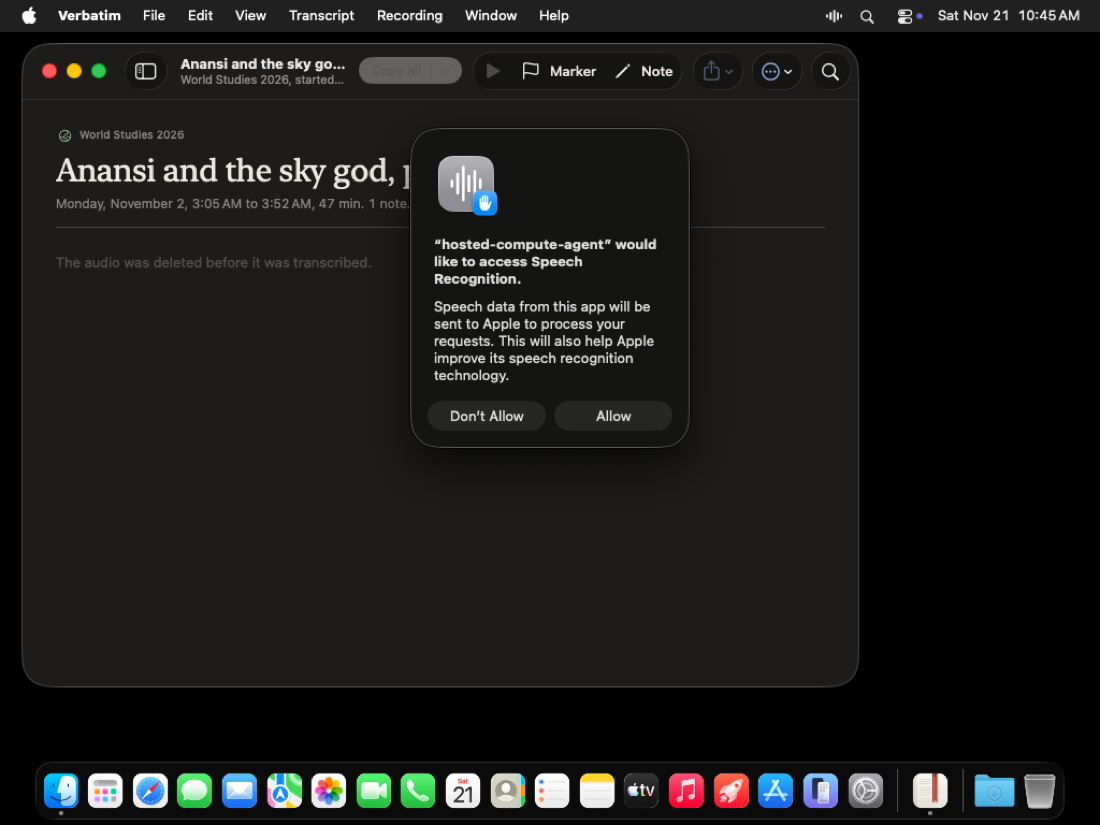 Verbatim File Edit View Transcript Recording Window Help Sat Nov 21 10:45 AM
Anansi and the sky go...
World Studies 2026, started...
Copy all
Marker
Note
World Studies 2026
Anansi and the sky god,
Monday, November 2, 3:05 AM to 3:52 AM, 47 min. 1 note.
The audio was deleted before it was transcribed.
“hosted-compute-agent” would
like to access Speech
Recognition.
Speech data from this app will be
sent to Apple to process your
requests. This will also help Apple
improve its speech recognition
technology.
Don’t Allow
Allow
Sat
21
tv